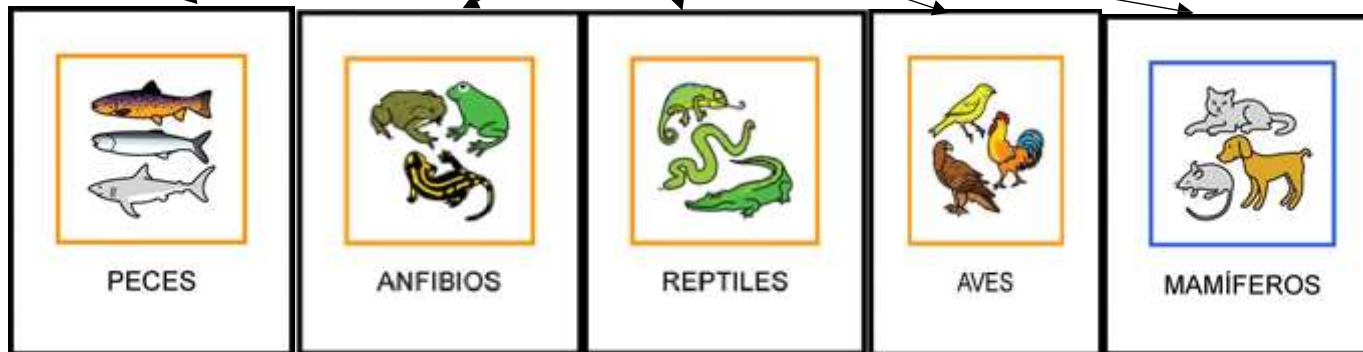 PECES
ANFIBIOS
REPTILES
AVES
MAMÍFEROS